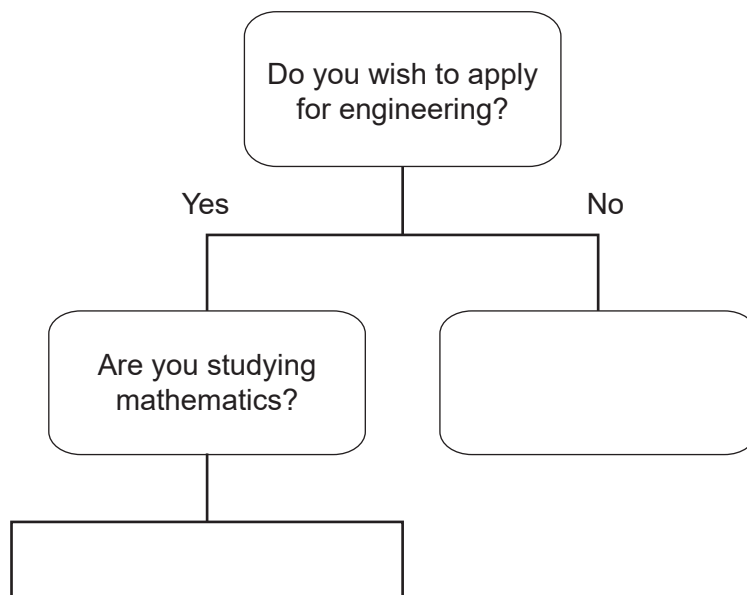 Do you wish to apply
for engineering?
Yes
No
Are you studying
mathematics?